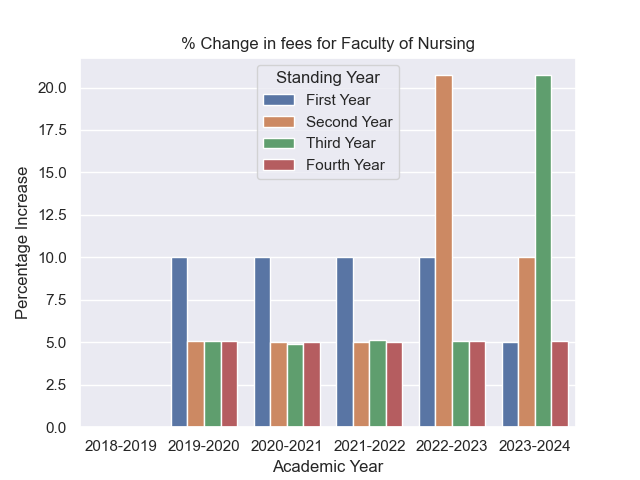 % Change in fees for Faculty of Nursing
Standing Year
First Year
Second Year
Third Year
Fourth Year
Percentage Increase
20.0
17.5
15.0
12.5
10.0
7.5
5.0
2.5
0.0
2018-2019 2019-2020 2020-2021 2021-2022 2022-2023 2023-2024
Academic Year